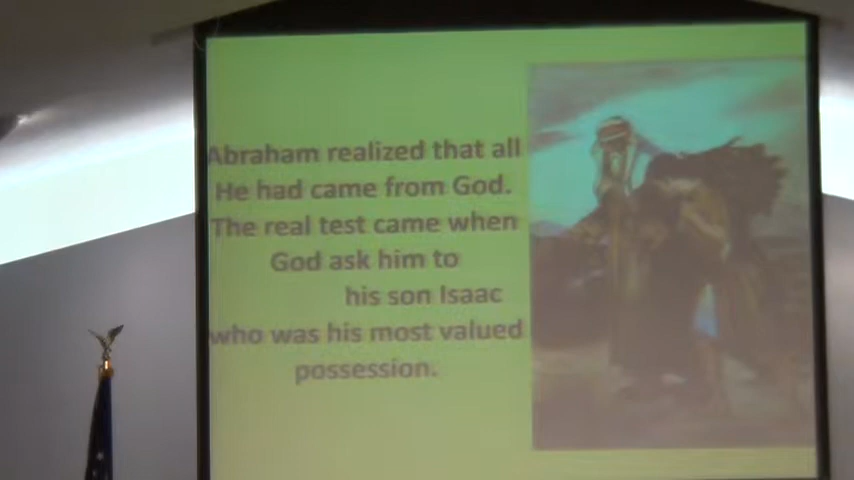 Abraham realized that all
He had came from God.
The real test came when
God ask him to
his son Isaac
who was his most valued
possession.